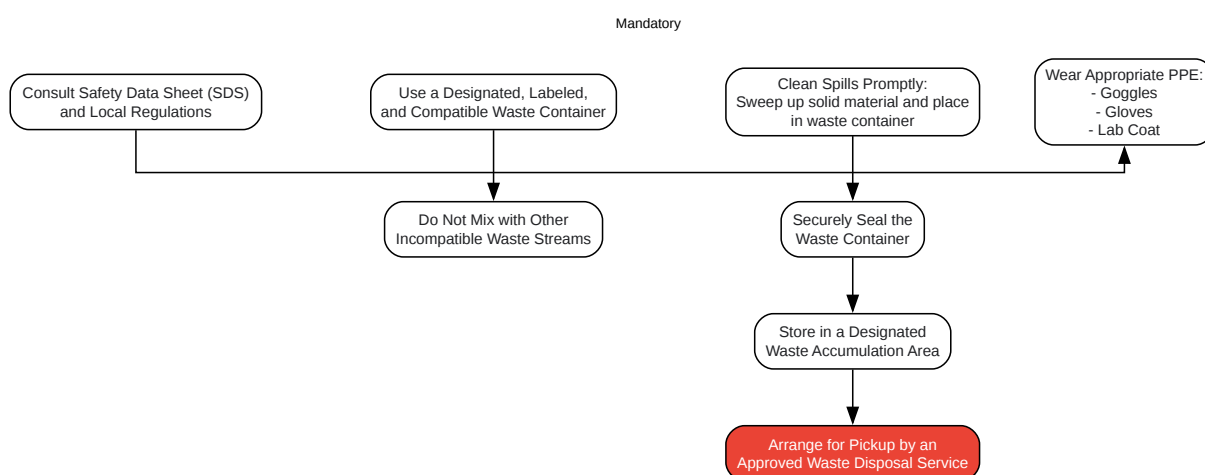 Mandatory
Consult Safety Data Sheet (SDS)
and Local Regulations
Use a Designated, Labeled,
and Compatible Waste Container
Clean Spills Promptly:
Sweep up solid material and place
in waste container
Wear Appropriate PPE:
- Goggles
- Gloves
- Lab Coat
Do Not Mix with Other
Incompatible Waste Streams
Securely Seal the
Waste Container
Store in a Designated
Waste Accumulation Area
Arrange for Pickup by an
Approved Waste Disposal Service